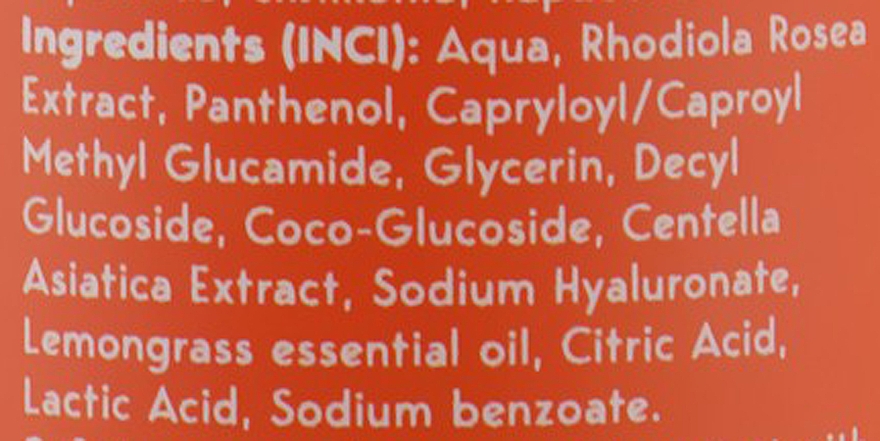 Ingredients (INCI): Aqua, Rhodiola Rosea
Extract, Panthenol, Capryloyl/Caproyl
Methyl Glucamide, Glycerin, Decyl
Glucoside, Coco-Glucoside, Centella
Asiatica Extract, Sodium Hyaluronate,
Lemongrass essential oil, Citric Acid,
Lactic Acid, Sodium benzoate.